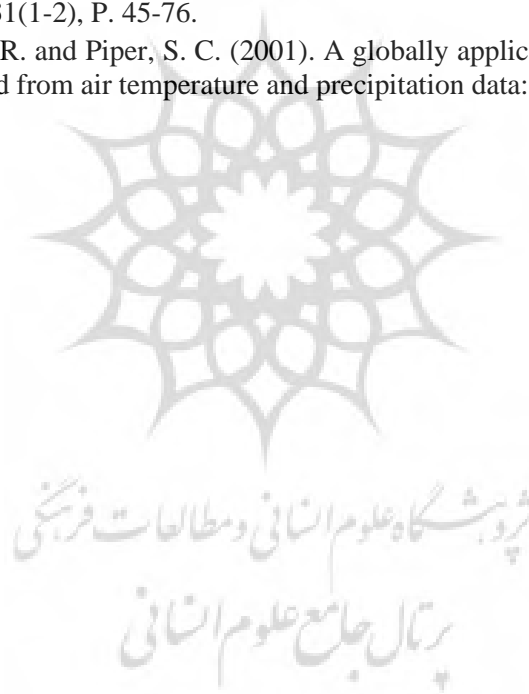 31(1-2), P. 45-76.
R. and Piper, S. C. (2001). A globally applic
d from air temperature and precipitation data:
پژوهشگاه علوم انسانی و مطالعات فرهنگی
پرتال جامع علوم انسانی